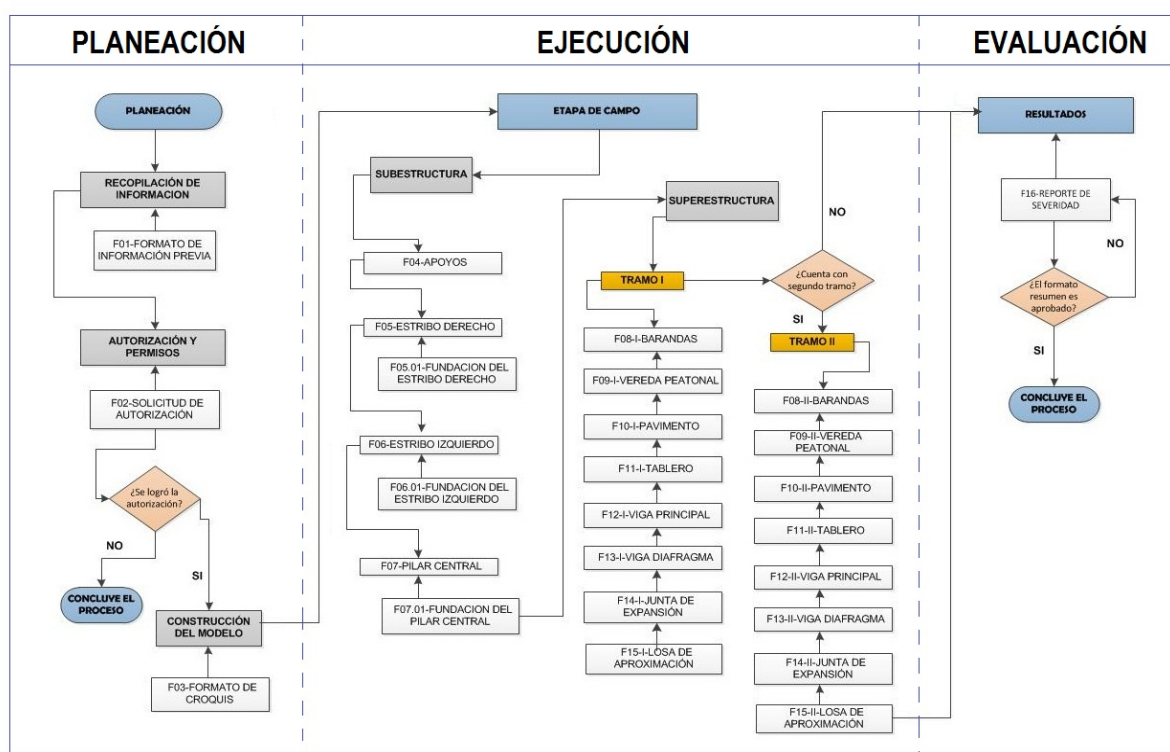 PLANEACIÓN
EJECUCIÓN
EVALUACIÓN
PLANEACIÓN
RECOPILACIÓN DE
INFORMACION
F01-FORMATO DE
INFORMACIÓN PREVIA
AUTORIZACIÓN Y
PERMISOS
F02-SOLICITUD DE
AUTORIZACIÓN
¿Se logró la
autorización?
NO
SI
CONCLUYE EL
PROCESO
CONSTRUCCIÓN
DEL MODELO
F03-FORMATO DE
CROQUIS
ETAPA DE CAMPO
SUBESTRUCTURA
F04-APOYOS
F05-ESTRIBO DERECHO
F05.01-FUNDACION DEL
ESTRIBO DERECHO
F06-ESTRIBO IZQUIERDO
F06.01-FUNDACION DEL
ESTRIBO IZQUIERDO
F07-PILAR CENTRAL
F07.01-FUNDACION DEL
PILAR CENTRAL
SUPERESTRUCTURA
TRAMO I
F08-I-BARANDAS
F09-I-VEREDA PEATONAL
F10-I-PAVIMENTO
F11-I-TABLERO
F12-I-VIGA PRINCIPAL
F13-I-VIGA DIAFRAGMA
F14-I-JUNTA DE
EXPANSIÓN
F15-I-LOSA DE
APROXIMACIÓN
¿Cuenta con
segundo tramo?
NO
SI
TRAMO II
F08-II-BARANDAS
F09-II-VEREDA
PEATONAL
F10-II-PAVIMENTO
F11-II-TABLERO
F12-II-VIGA PRINCIPAL
F13-II-VIGA DIAFRAGMA
F14-II-JUNTA DE
EXPANSIÓN
F15-II-LOSA DE
APROXIMACIÓN
RESULTADOS
F16-REPORTE DE
SEVERIDAD
NO
¿El formato
resumen es
aprobado?
SI
CONCLUYE EL
PROCESO